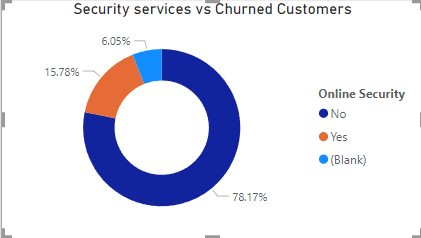 Security services vs Churned Customers
6.05%
15.78%
78.17%
Online Security
No
Yes
(Blank)